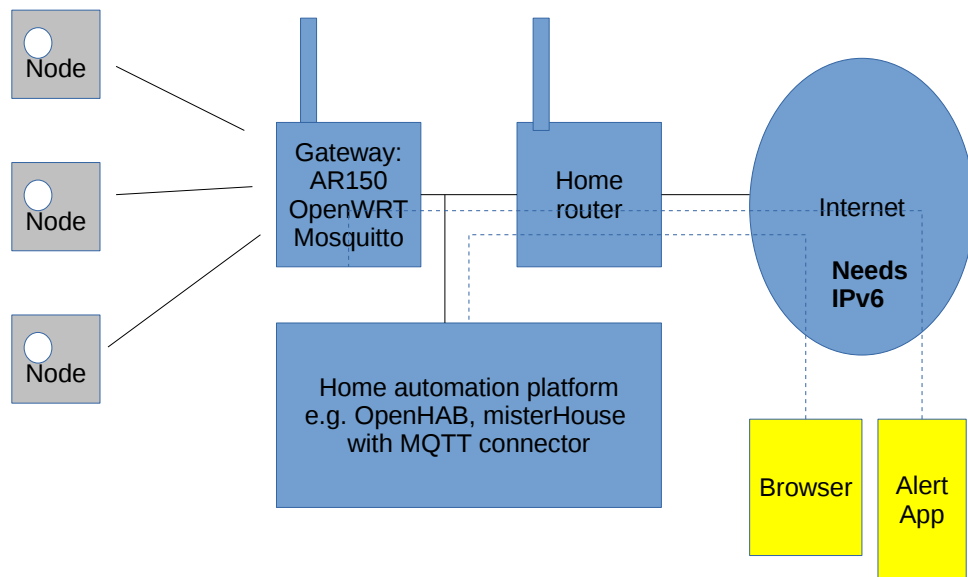 Node
Node
Node
Gateway:
AR150
OpenWRT
Mosquitto
Home
router
Internet
Needs
IPv6
Home automation platform
e.g. OpenHAB, misterHouse
with MQTT connector
Browser
Alert
App